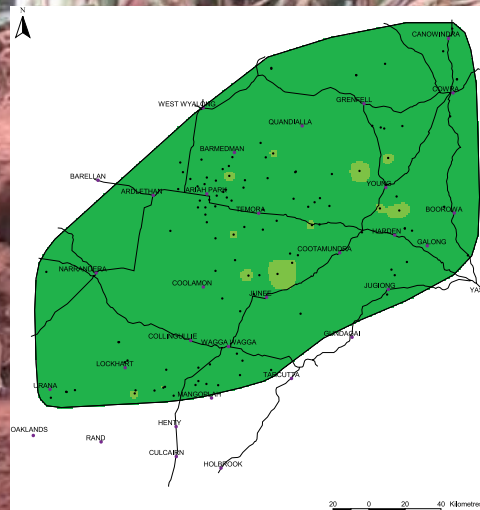 N
CANOWINDRA
COWRA
WEST WYALONG
GRENFELL
QUANDIALLA
BARMEDMAN
BARELLAN
ARDLETHAN
ARIAH PARK
YOUNG
TEMORA
BOOROWA
HARDEN
GALONG
COOTAMUNDRA
NARRANDERA
COOLAMON
JUNEE
JUGIONG
YA
GUNDAGAI
COLLINGULLIE
WAGGA WAGGA
LOCKHART
TARCUTTA
URANA
MANGOPLAH
HENTY
OAKLANDS
RAND
CULCAIRN
HOLBROOK
20 0 20 40 Kilometre